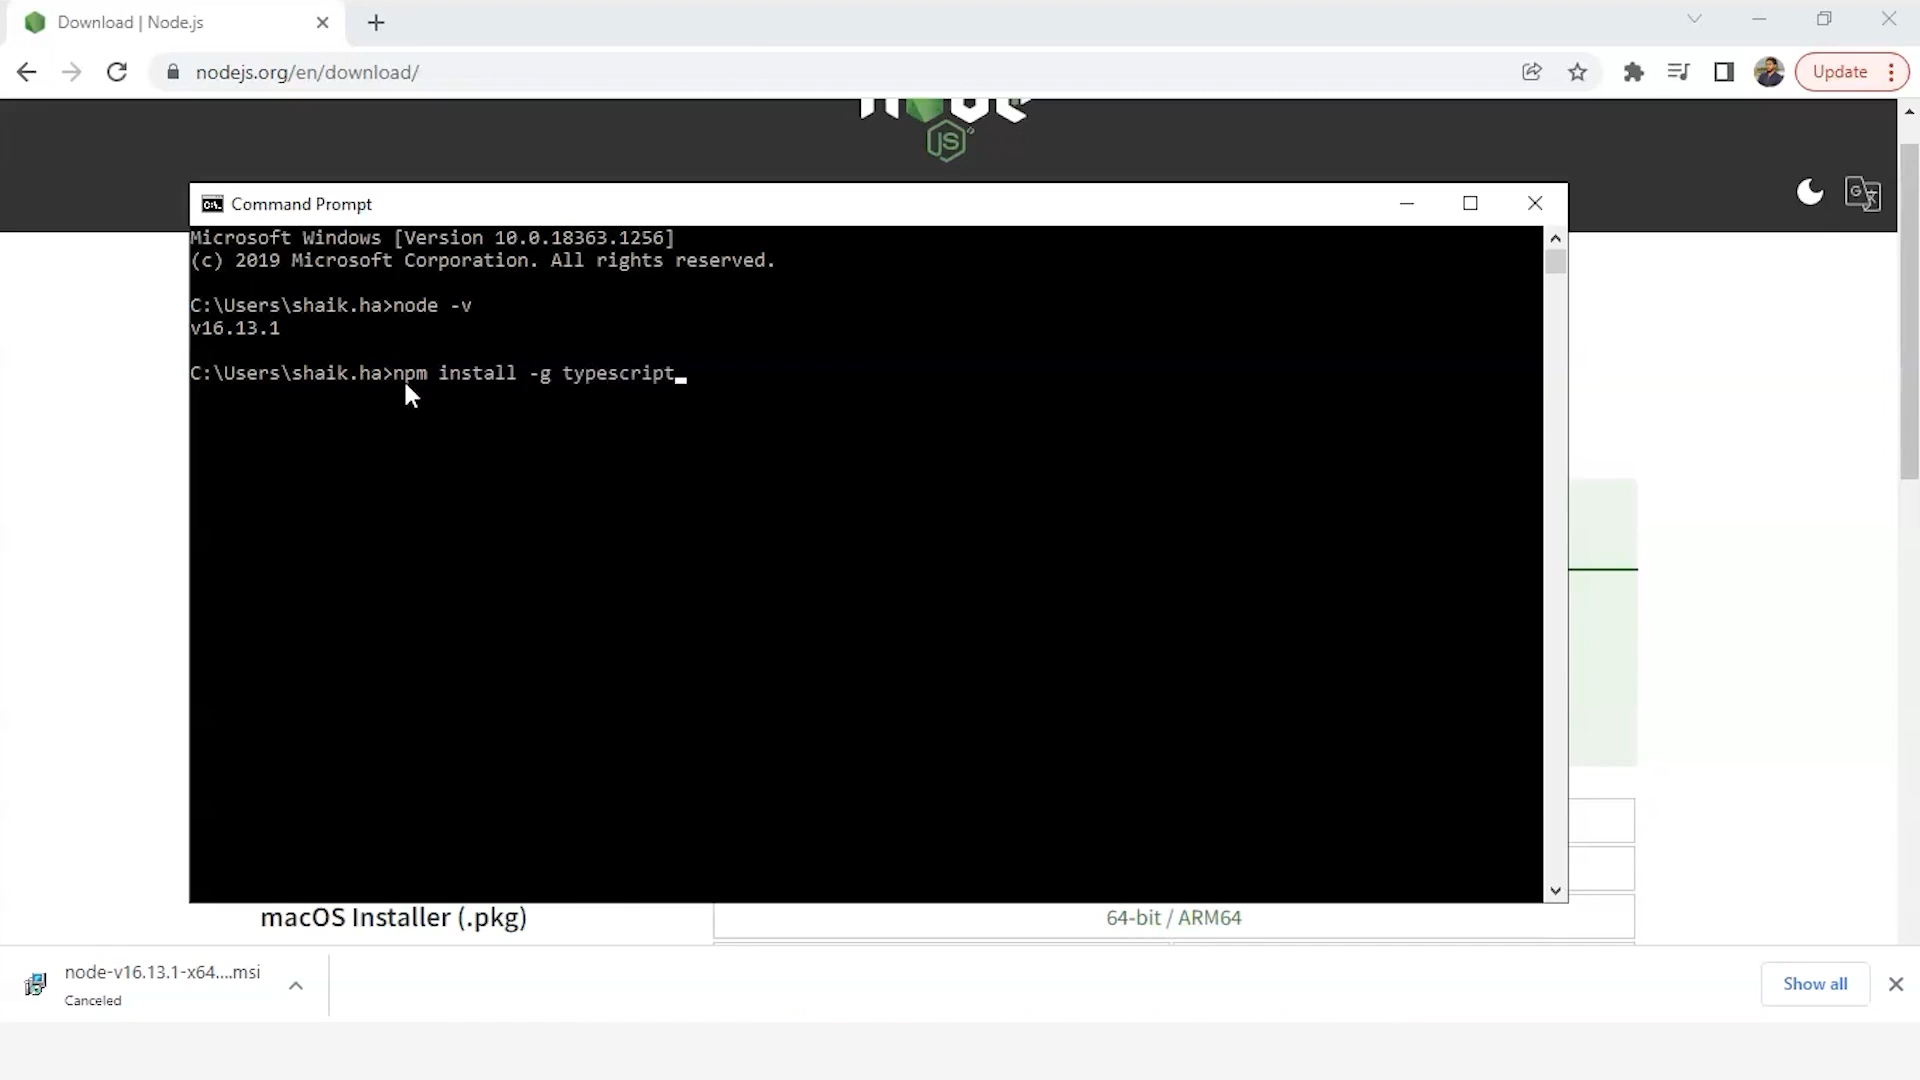 Download | Node.js
nodejs.org/en/download/
Update
JS
Command Prompt
Microsoft Windows [Version 10.0.18363.1256]
(c) 2019 Microsoft Corporation. All rights reserved.
C:\Users\shaik.ha>node -v
v16.13.1
C:\Users\shaik.ha>npm install -g typescript
macOS Installer (.pkg)
64-bit / ARM64
node-v16.13.1-x64....msi
Canceled
Show all